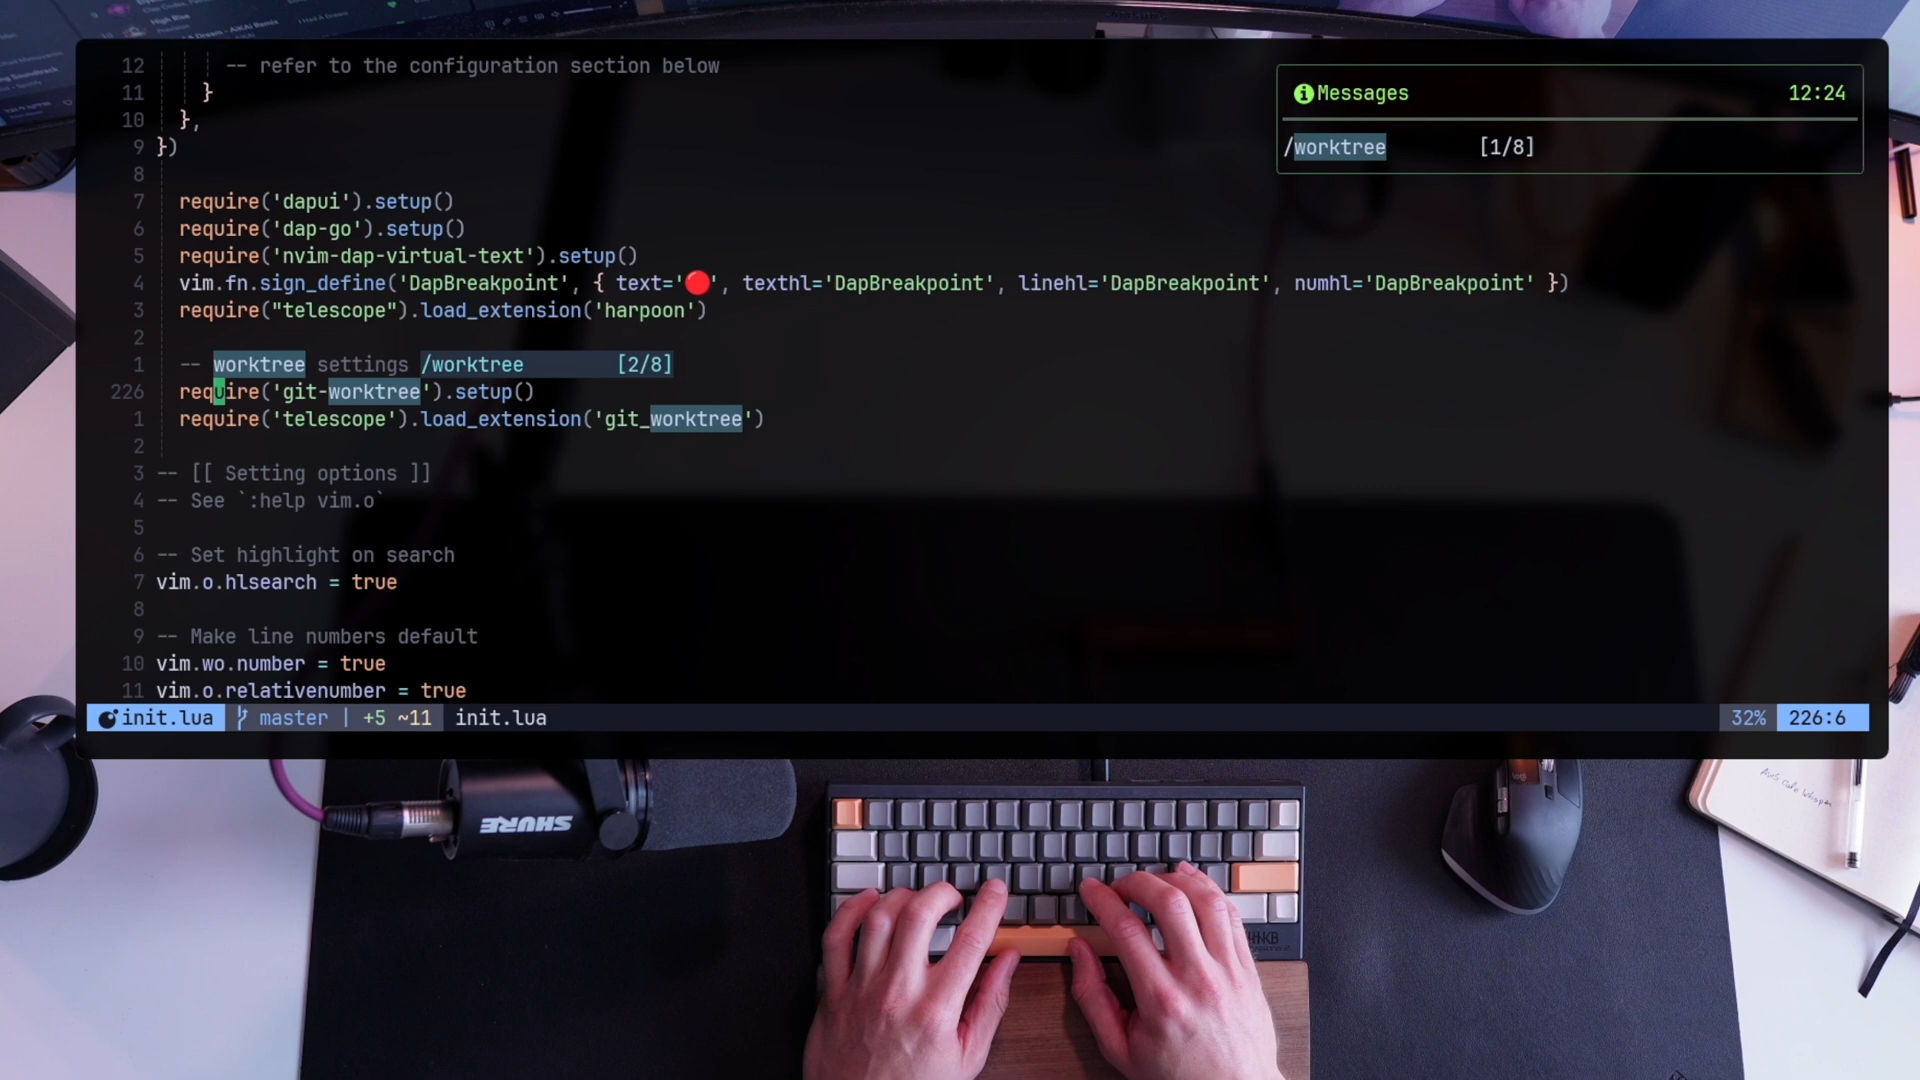 High Rise
12 -- refer to the configuration section below
11 }
10 },
9 })
8
7 require('dapui').setup()
6 require('dap-go').setup()
5 require('nvim-dap-virtual-text').setup()
4 vim.fn.sign_define('DapBreakpoint', { text='🔴', texthl='DapBreakpoint', linehl='DapBreakpoint', numhl='DapBreakpoint' })
3 require("telescope").load_extension('harpoon')
2
1 -- worktree settings /worktree [2/8]
226 require('git-worktree').setup()
1 require('telescope').load_extension('git_worktree')
2
3 -- [[ Setting options ]]
4 -- See `:help vim.o`
5
6 -- Set highlight on search
7 vim.o.hlsearch = true
8
9 -- Make line numbers default
10 vim.wo.number = true
11 vim.o.relativenumber = true
init.lua master | +5 ~11 init.lua 32% 226:6
Messages 12:24
/worktree [1/8]
SHURE
logi
HHKB